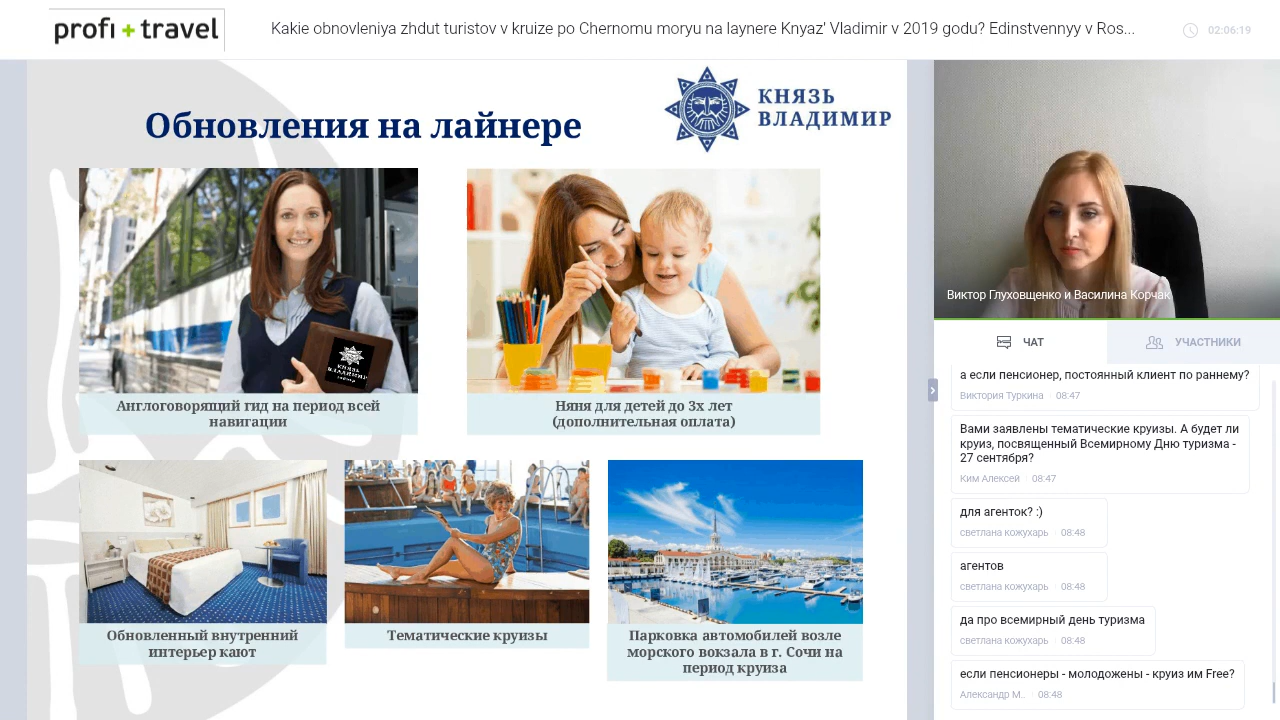 profi + travel
Kakie obnovleniya zhdut turistov v kruize po Chernomu moryu na laynere Knyaz' Vladimir v 2019 godu? Edinstvennyy v Ros...
02:06:19
Обновления на лайнере
КНЯЗЬ
ВЛАДИМИР
КНЯЗЬ
ВЛАДИМИР
Англоговорящий гид на период всей
навигации
Няня для детей до 3х лет
(дополнительная оплата)
Обновленный внутренний
интерьер кают
Тематические круизы
Парковка автомобилей возле
морского вокзала в г. Сочи на
период круиза
Виктор Глуховщенко и Василина Корчак
ЧАТ
УЧАСТНИКИ
а если пенсионер, постоянный клиент по раннему?
Виктория Туркина · 08:47
Вами заявлены тематические круизы. А будет ли
круиз, посвященный Всемирному Дню туризма -
27 сентября?
Ким Алексей · 08:47
для агенток? :)
светлана кожухарь · 08:48
агентов
светлана кожухарь · 08:48
да про всемирный день туризма
светлана кожухарь · 08:48
если пенсионеры - молодожены - круиз им Free?
Александр М.. · 08:48